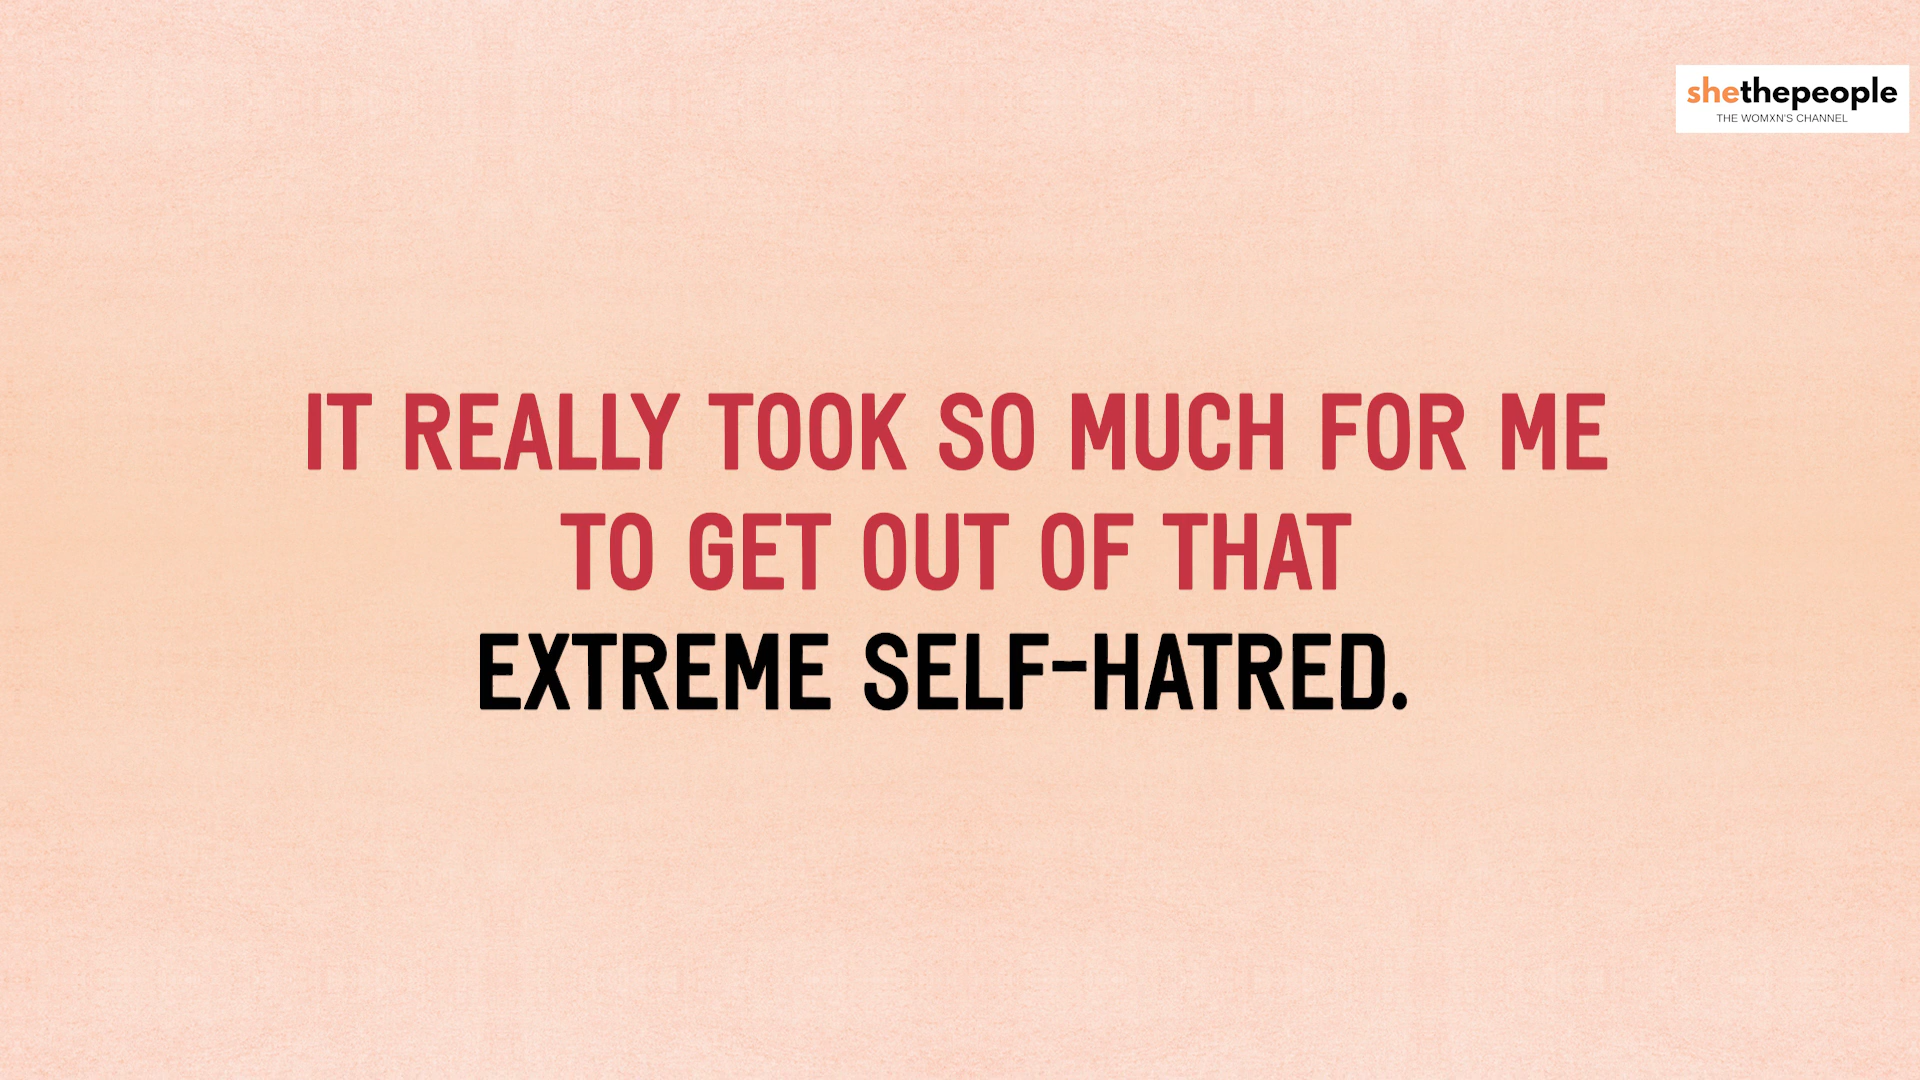 shethepeople
THE WOMXN'S CHANNEL
IT REALLY TOOK SO MUCH FOR ME
TO GET OUT OF THAT
EXTREME SELF-HATRED.